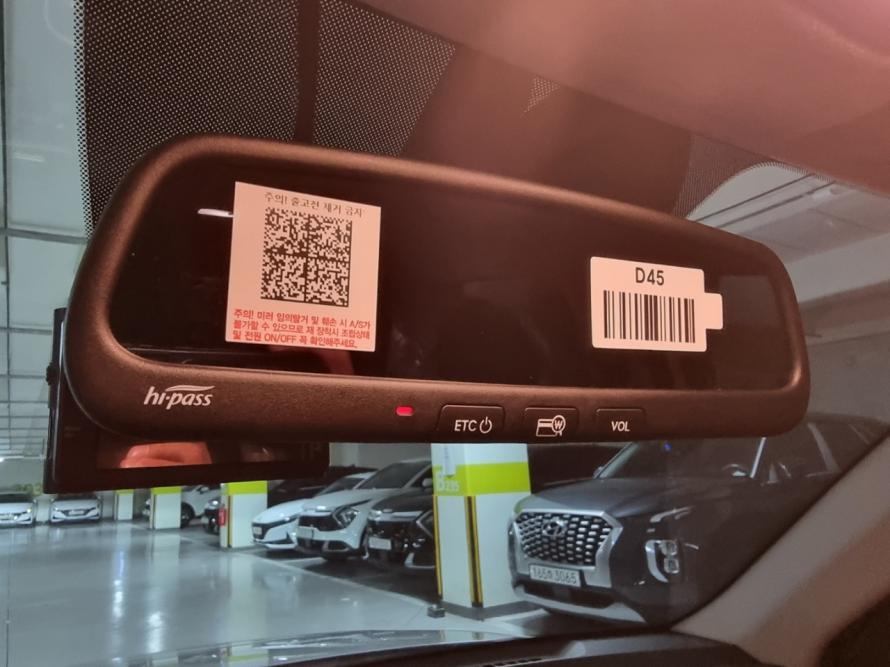 주의! 출고전 제거 금지
주의! 미러 임의탈거 및 훼손 시 A/S가
불가할 수 있으므로 재 장착시 조립상태
및 전원 ON/OFF 꼭 확인해주세요.
D45
hi-pass
ETC
W
VOL
165
3065